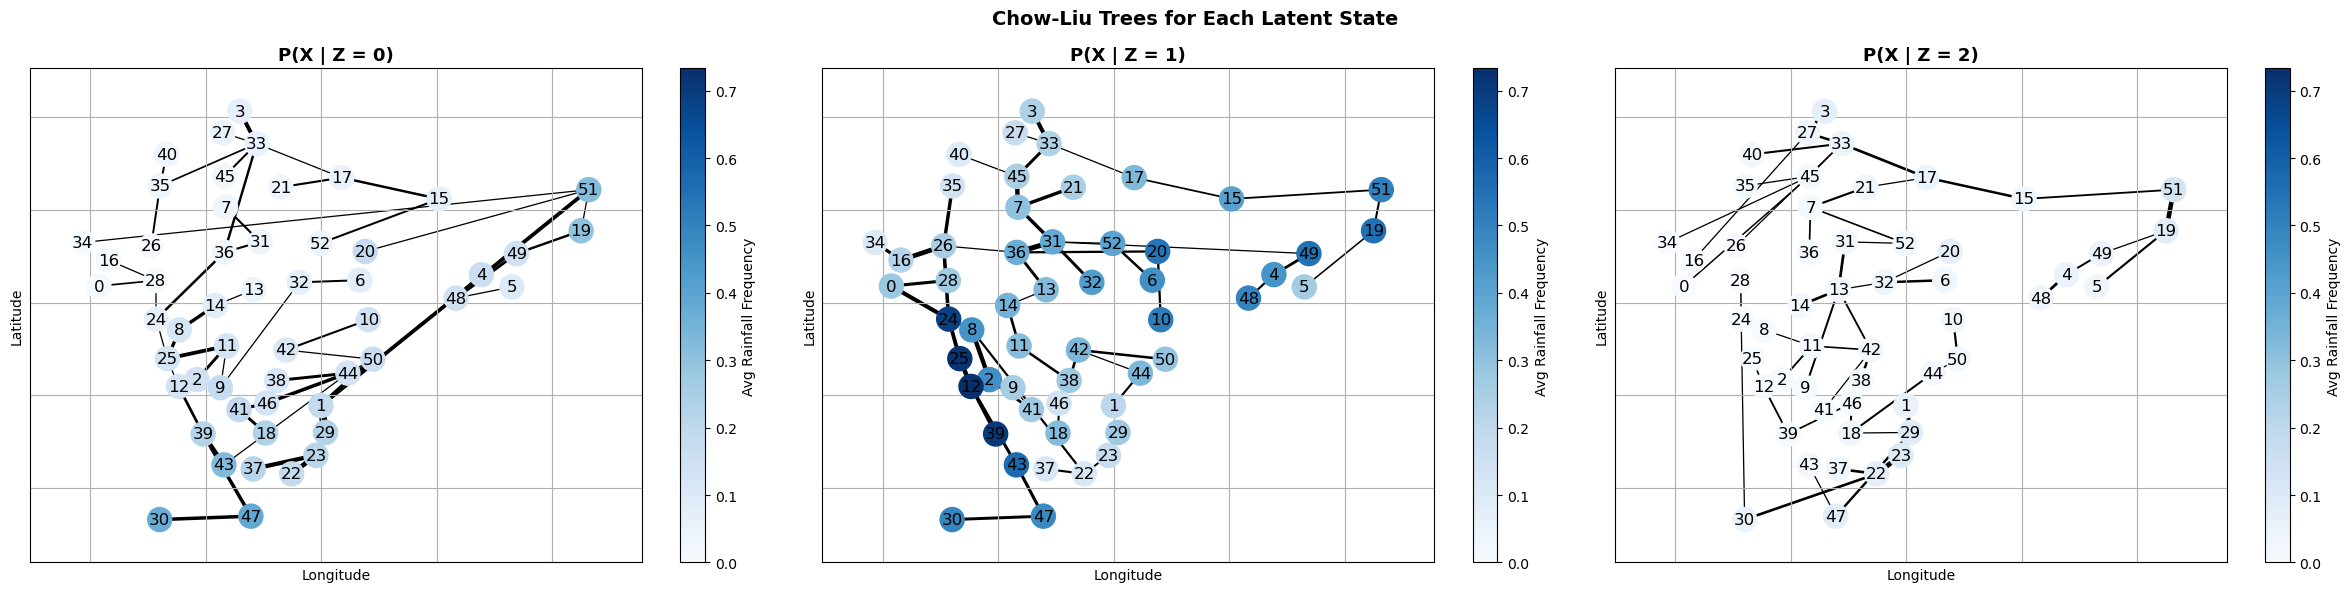 Chow-Liu Trees for Each Latent State
P(X | Z = 0)
3
27
33
40
45 17
35 21 51
15
7
19
34 26 31 52 20
36 49
16 4
0 28 32 6 5
13 48
14
24 10
8
11 42
25 50
44
12 2 9 38
41 46 1
39 18 29
23
43 37 22
30 47
Latitude
Longitude
0.7
0.6
0.5
0.4
0.3
0.2
0.1
0.0
Avg Rainfall Frequency
P(X | Z = 1)
3
27
33
40
45 17
35 21 51
15
7
19
34 26 31 52
36 20 49
16 4
0 28 32 6 5
13 48
14
24 10
8
11 42
25 50
44
12 2 9 38
41 46 1
39 18 29
23
43 37 22
30 47
Latitude
Longitude
0.7
0.6
0.5
0.4
0.3
0.2
0.1
0.0
Avg Rainfall Frequency
P(X | Z = 2)
3
27
33
40
45 17
35 21 51
15
7
19
34 26 31 52
36 20 49
16 4
0 28 32 6 5
13 48
14
24 10
8
11 42
25 50
44
12 2 9 38
41 46 1
39 18 29
23
43 37 22
30 47
Latitude
Longitude
0.7
0.6
0.5
0.4
0.3
0.2
0.1
0.0
Avg Rainfall Frequency